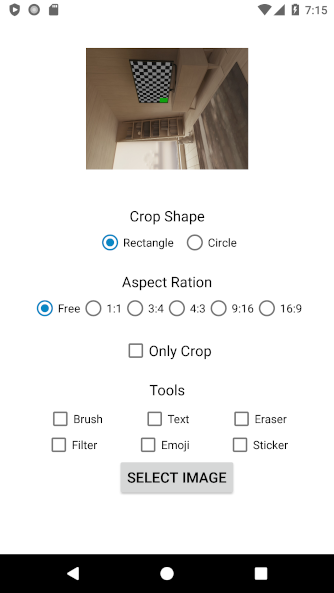 7:15
Crop Shape
Rectangle Circle
Aspect Ration
Free 1:1 3:4 4:3 9:16 16:9
Only Crop
Tools
Brush Text Eraser
Filter Emoji Sticker
SELECT IMAGE